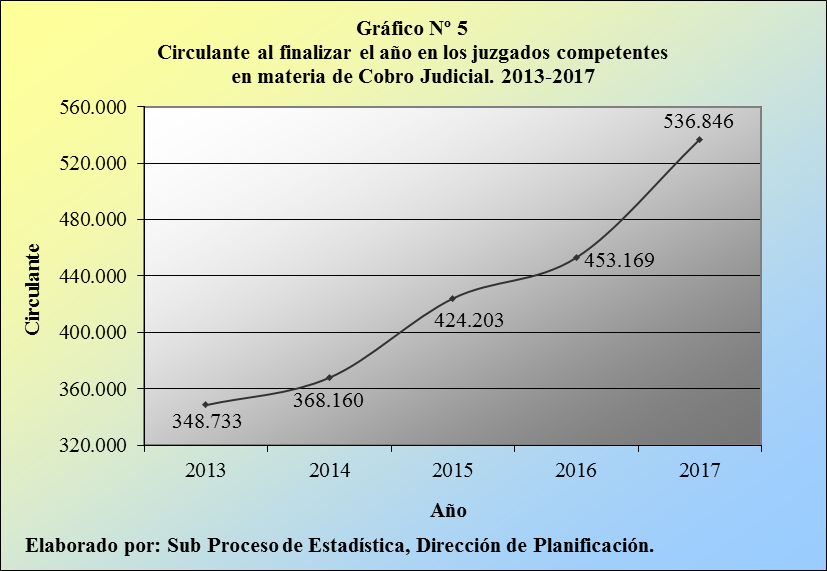 Gráfico Nº 5
Circulante al finalizar el año en los juzgados competentes
en materia de Cobro Judicial. 2013-2017
560.000
520.000
480.000
440.000
400.000
360.000
320.000
Circulante
348.733
368.160
424.203
453.169
536.846
2013 2014 2015 2016 2017
Año
Elaborado por: Sub Proceso de Estadística, Dirección de Planificación.